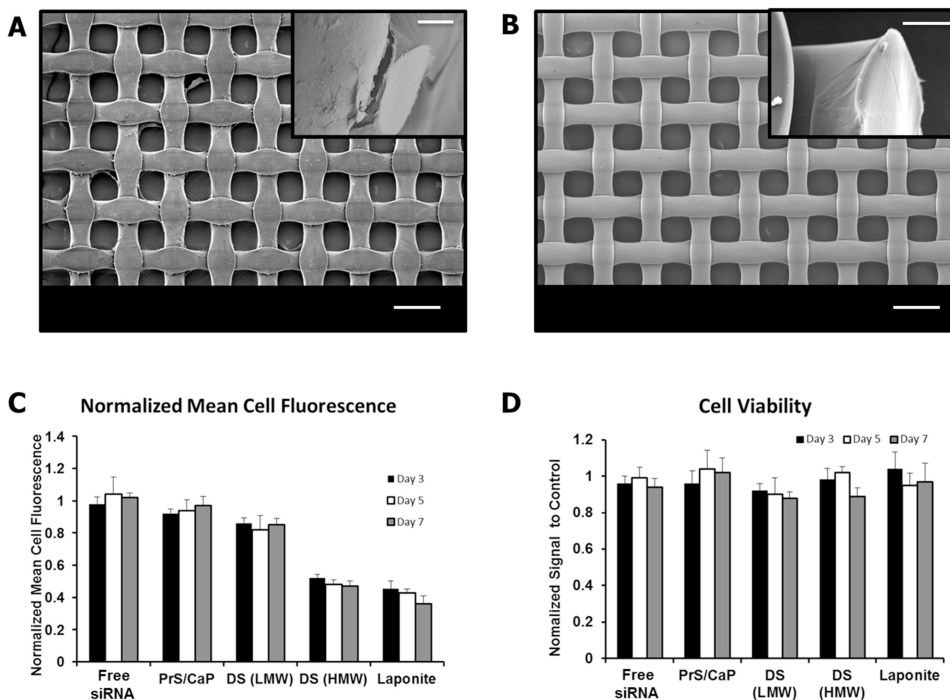 A
B
C
Normalized Mean Cell Fluorescence
Normalized Mean Cell Fluorescence
1.4
1.2
1
0.8
0.6
0.4
0.2
0
Day 3
Day 5
Day 7
Free
siRNA
PrS/CaP
DS (LMW)
DS (HMW)
Laponite
D
Cell Viability
Nomalized Signal to Control
1.2
1
0.8
0.6
0.4
0.2
0
Day 3
Day 5
Day 7
Free
siRNA
PrS/CaP
DS
(LMW)
DS
(HMW)
Laponite